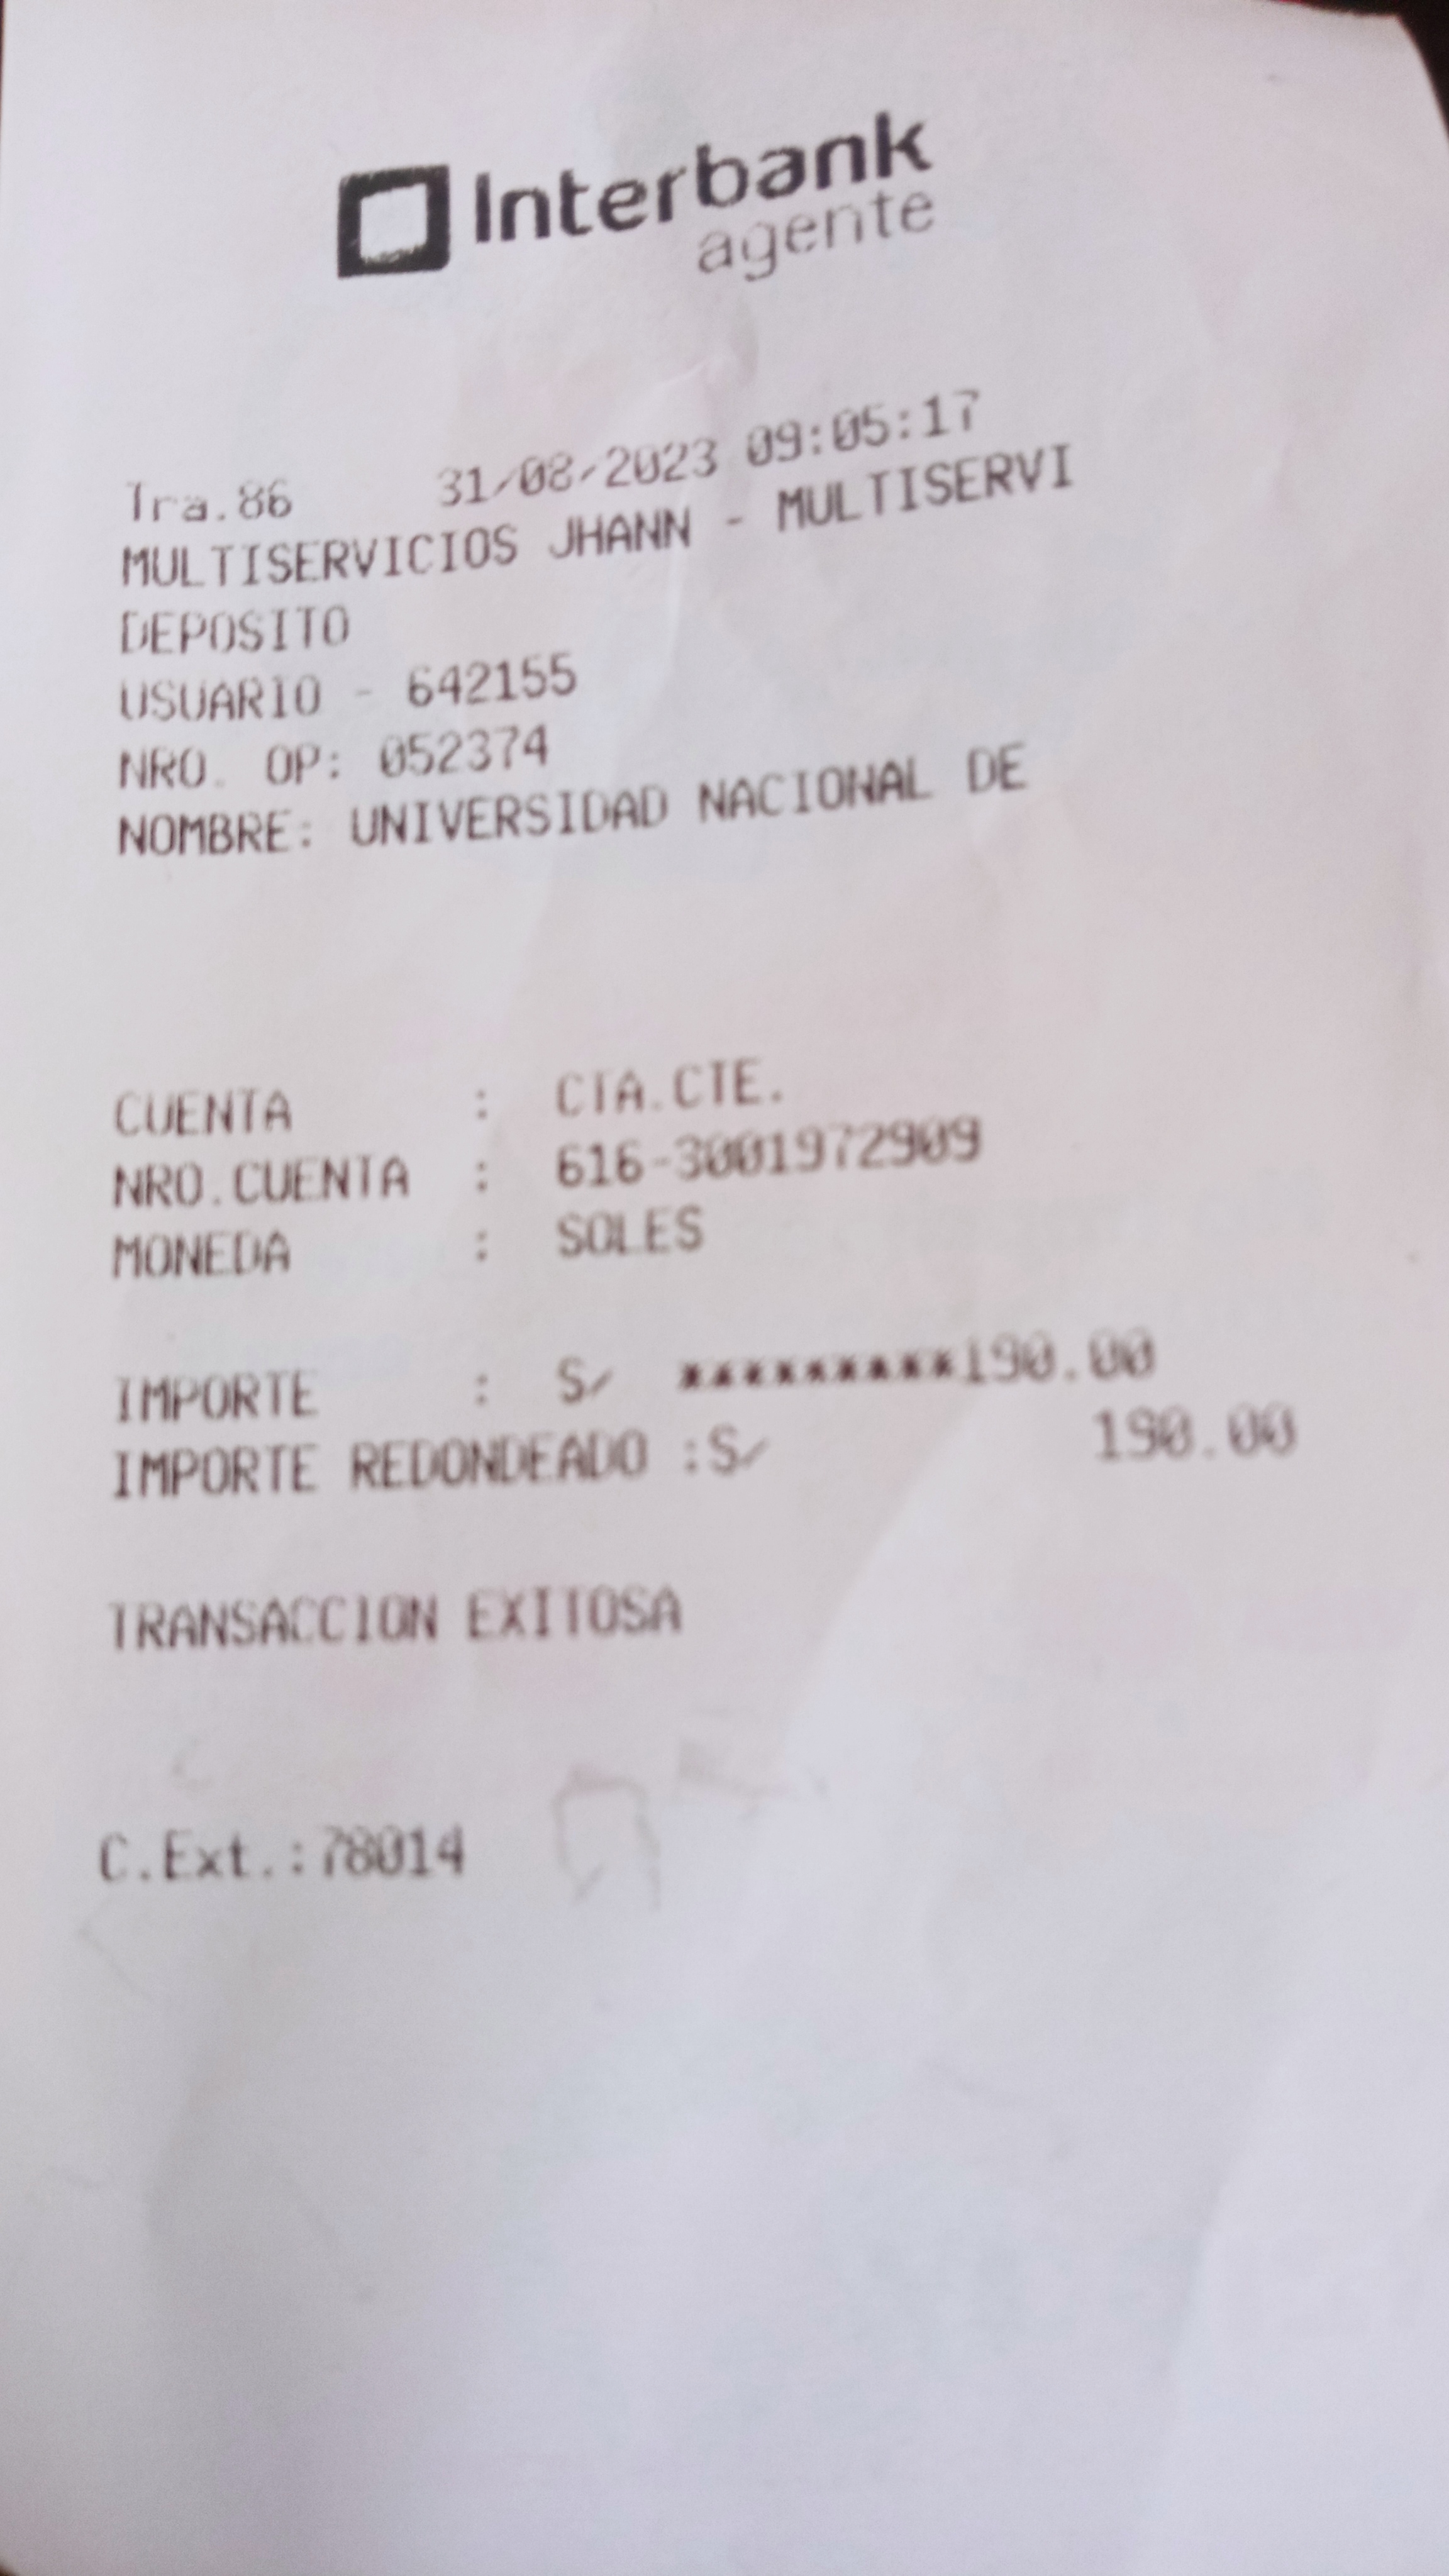 Interbank
agente
Tra.86 31/08/2023 09:05:17
MULTISERVICIOS JHANN - MULTISERVI
DEPOSITO
USUARIO - 642155
NRO. OP: 052374
NOMBRE: UNIVERSIDAD NACIONAL DE
CUENTA : CTA.CTE.
NRO.CUENTA : 616-3001972909
MONEDA : SOLES
IMPORTE : S/ **********190.00
IMPORTE REDONDEADO :S/ 190.00
TRANSACCION EXITOSA
C.Ext.:78014